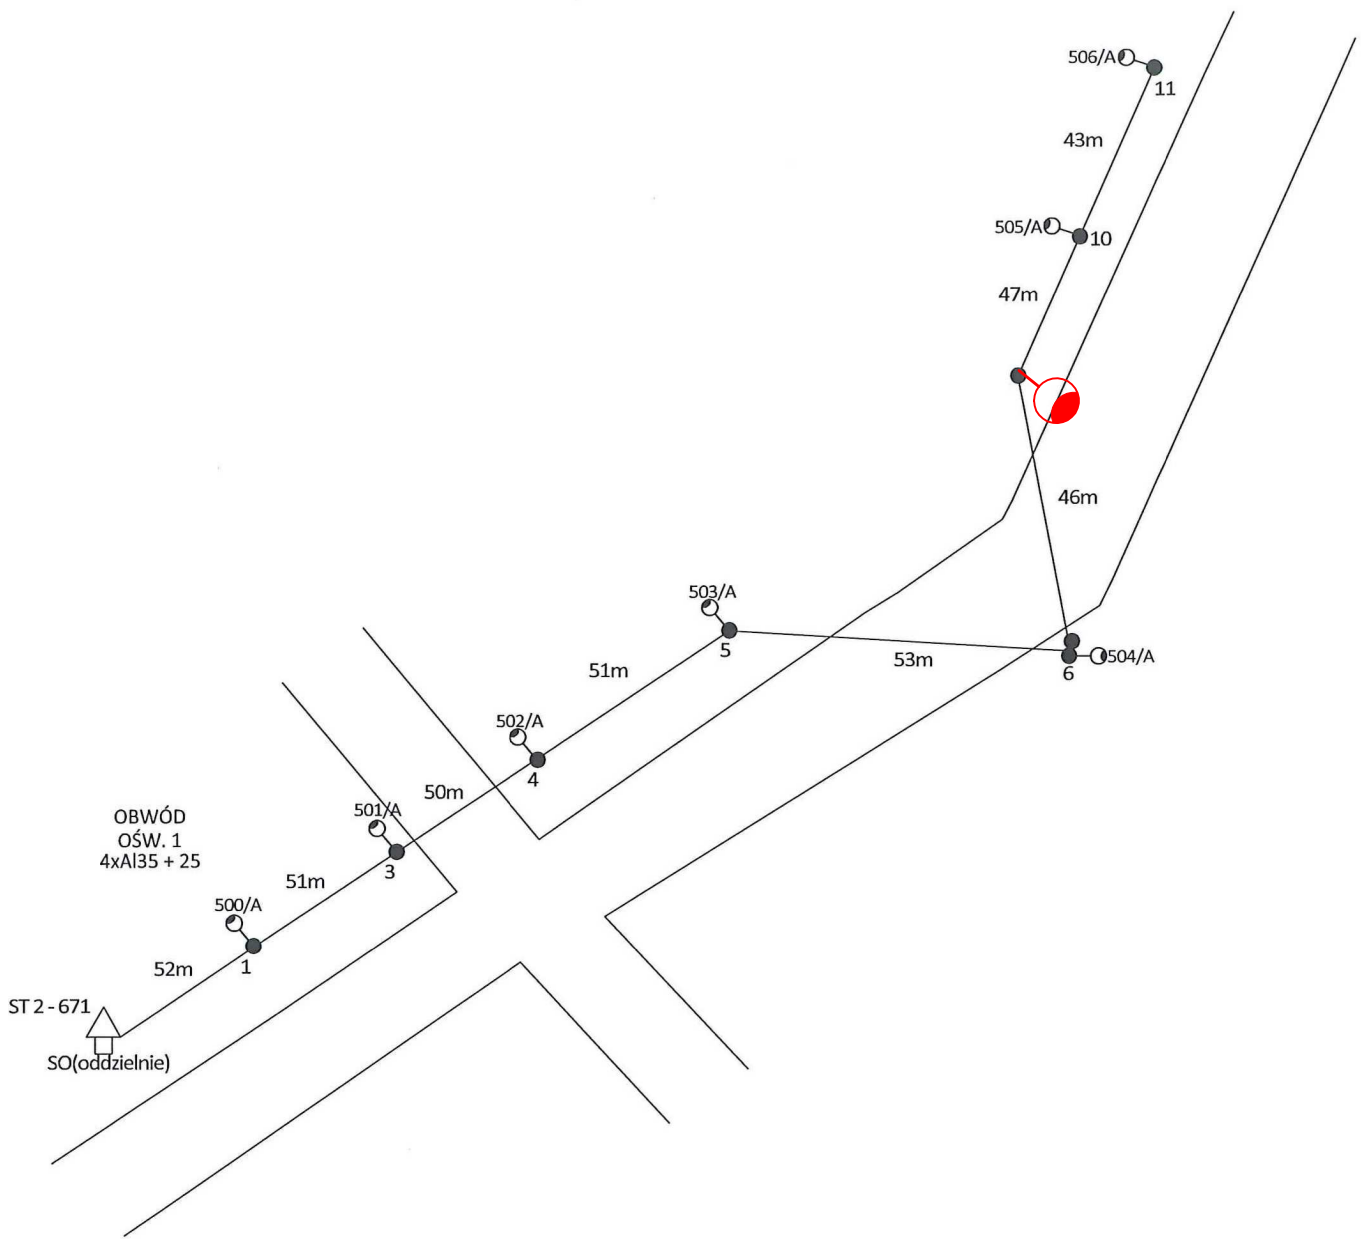 506/A
11
43m
505/A
10
47m
46m
503/A
5
51m
53m
504/A
6
502/A
4
50m
501/A
3
OBWÓD
OŚW. 1
4xAl35 + 25
51m
500/A
1
52m
ST 2 - 671
SO(oddzielnie)